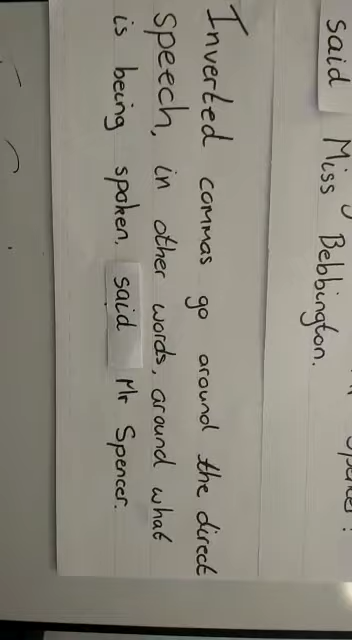 said Miss Bebbington.
Inverted commas go around the direct
speech, in other words, around what
is being spoken. said Mr Spencer.